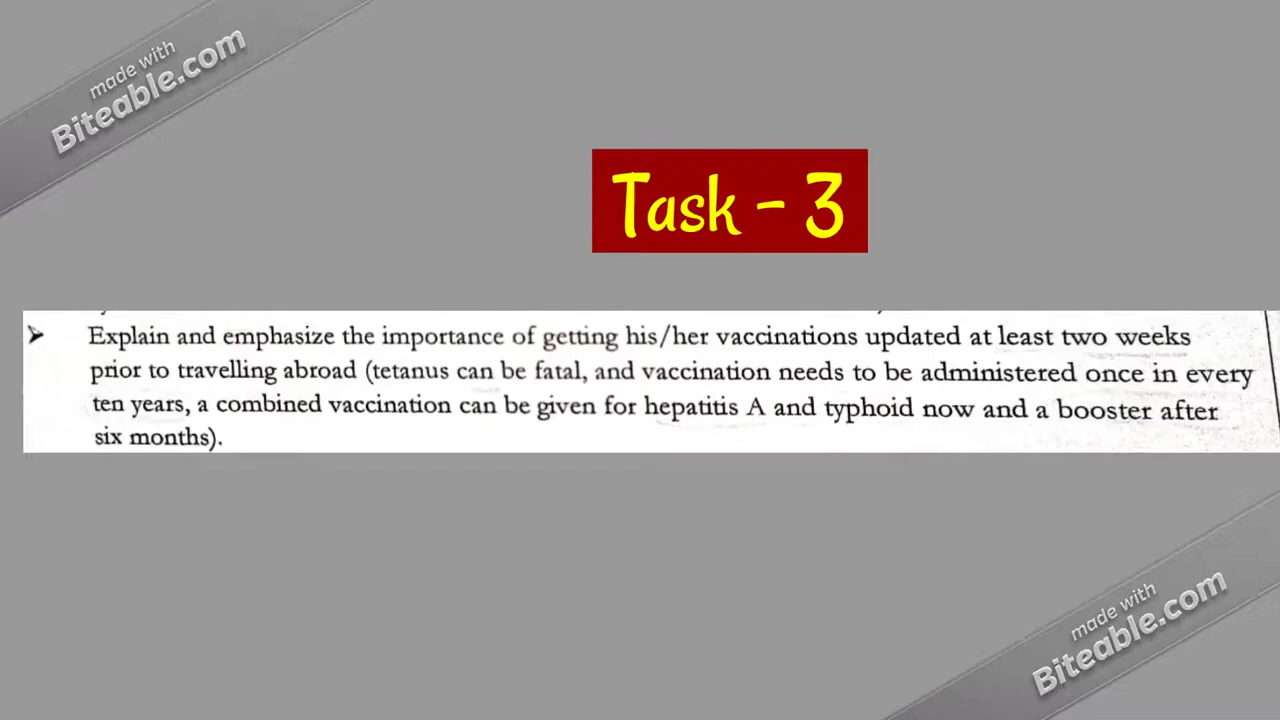 made with
Biteable.com
Task - 3
➤ Explain and emphasize the importance of getting his/her vaccinations updated at least two weeks
prior to travelling abroad (tetanus can be fatal, and vaccination needs to be administered once in every
ten years, a combined vaccination can be given for hepatitis A and typhoid now and a booster after
six months).
made with
Biteable.com